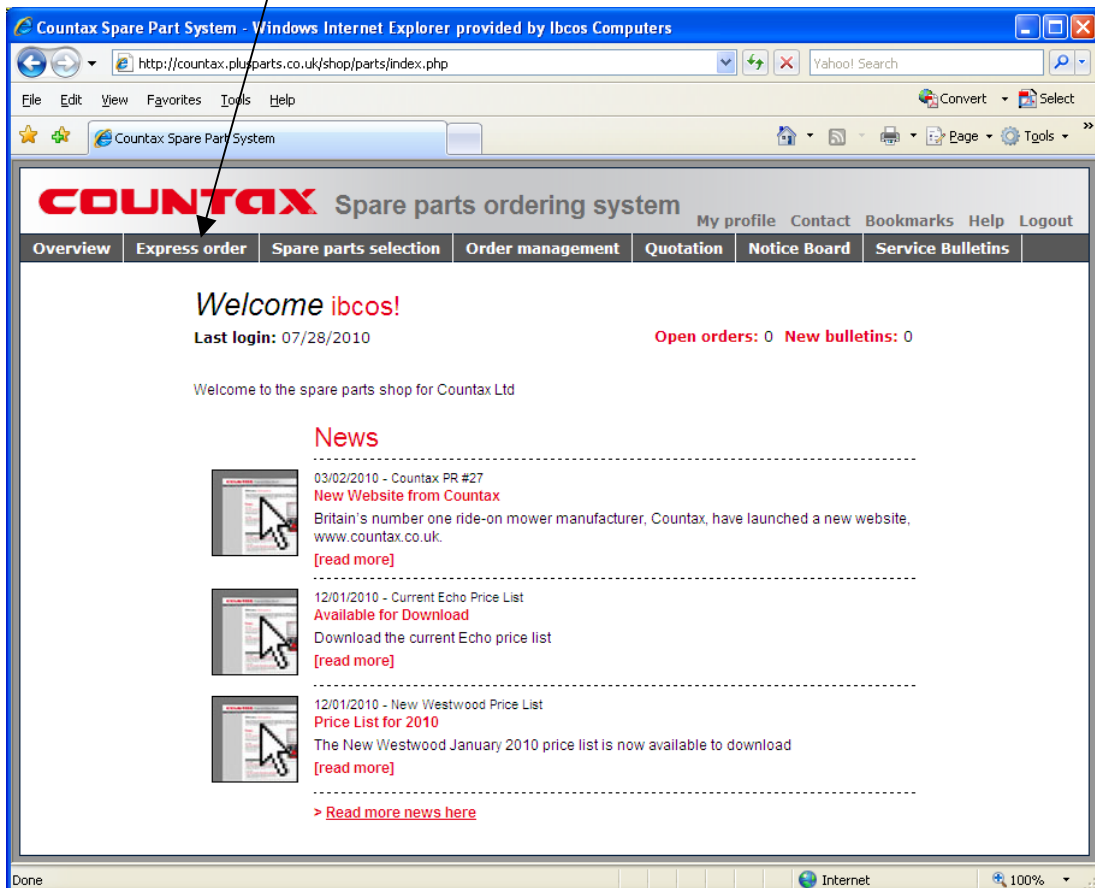 Countax Spare Part System - Windows Internet Explorer provided by Ibcos Computers
http://countax.plusparts.co.uk/shop/parts/index.php
Yahoo! Search
File Edit View Favorites Tools Help
Convert Select
Countax Spare Part System
Page Tools
COUNTAX Spare parts ordering system
My profile Contact Bookmarks Help Logout
Overview Express order Spare parts selection Order management Quotation Notice Board Service Bulletins
Welcome ibcos!
Last login: 07/28/2010 Open orders: 0 New bulletins: 0
Welcome to the spare parts shop for Countax Ltd
News
03/02/2010 - Countax PR #27
New Website from Countax
Britain's number one ride-on mower manufacturer, Countax, have launched a new website,
www.countax.co.uk.
[read more]
12/01/2010 - Current Echo Price List
Available for Download
Download the current Echo price list
[read more]
12/01/2010 - New Westwood Price List
Price List for 2010
The New Westwood January 2010 price list is now available to download
[read more]
> Read more news here
Done Internet 100%